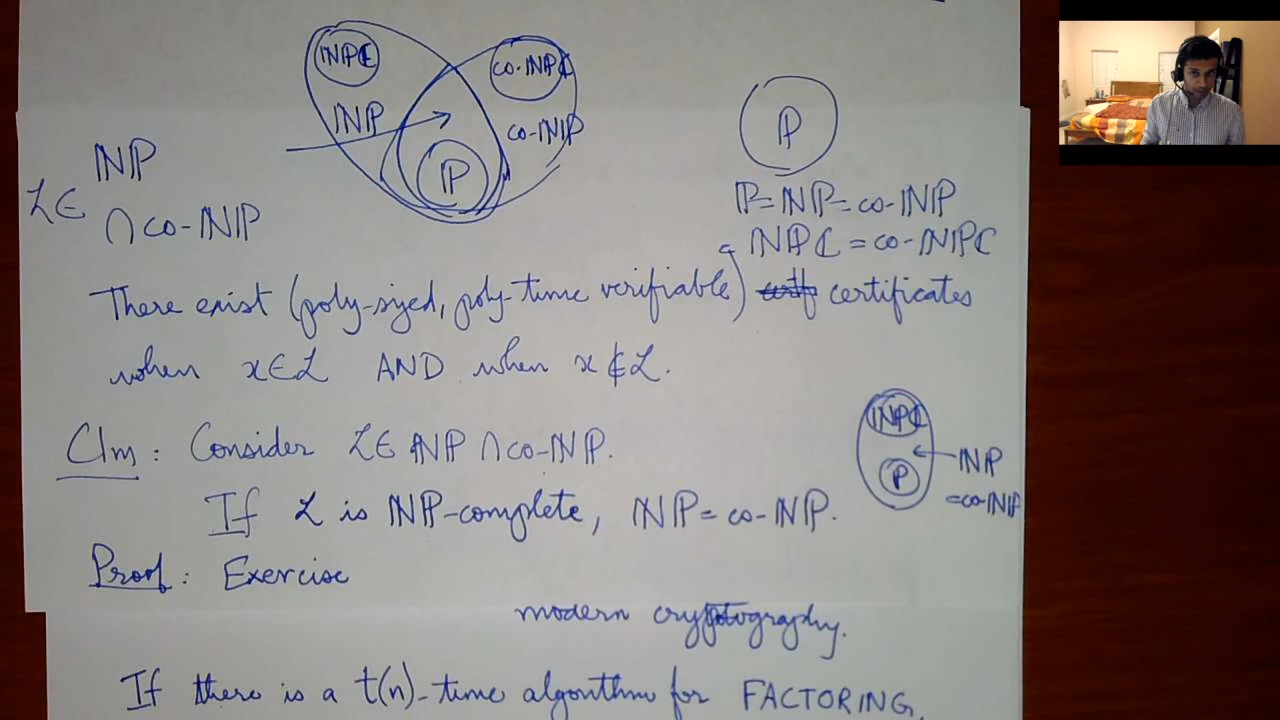 NPC
co-NPC
NP
co-NP
P
P
NP
L∈
∩ co-NP
P=NP=co-NP
NPC = co-NPC
There exist (poly-sized, poly-time verifiable) certificates
when x∈L AND when x∉L.
Clm : Consider L∈ NP ∩ co-NP.
If L is NP-complete, NP = co-NP.
NPC
P
NP
=co-NP
Proof : Exercise
modern cryptography.
If there is a t(n)-time algorithm for FACTORING,